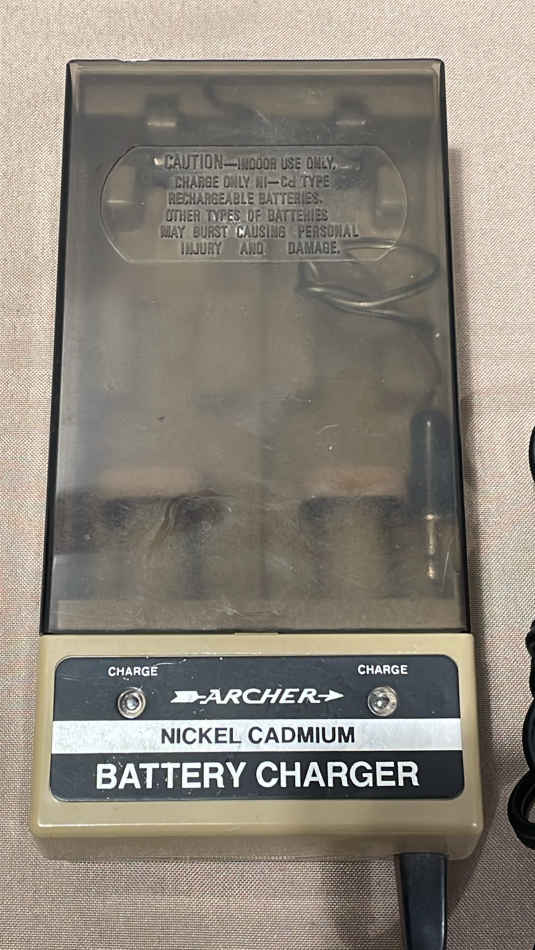 CAUTION—INDOOR USE ONLY.
CHARGE ONLY NI-Cd TYPE
RECHARGEABLE BATTERIES.
OTHER TYPES OF BATTERIES
MAY BURST CAUSING PERSONAL
INJURY AND DAMAGE.
CHARGE CHARGE
ARCHER
NICKEL CADMIUM
BATTERY CHARGER